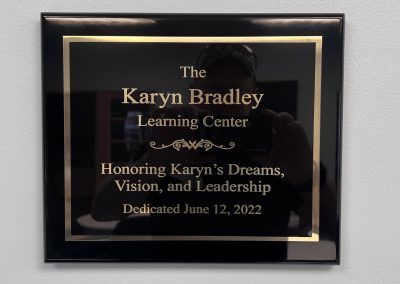 The
Karyn Bradley
Learning Center
Honoring Karyn's Dreams,
Vision, and Leadership
Dedicated June 12, 2022